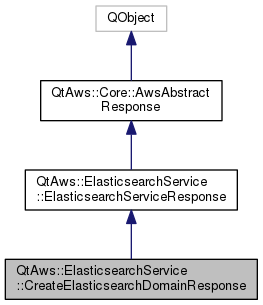 QObject
QtAws::Core::AwsAbstract
Response
QtAws::ElasticsearchService
::ElasticsearchServiceResponse
QtAws::ElasticsearchService
::CreateElasticsearchDomainResponse